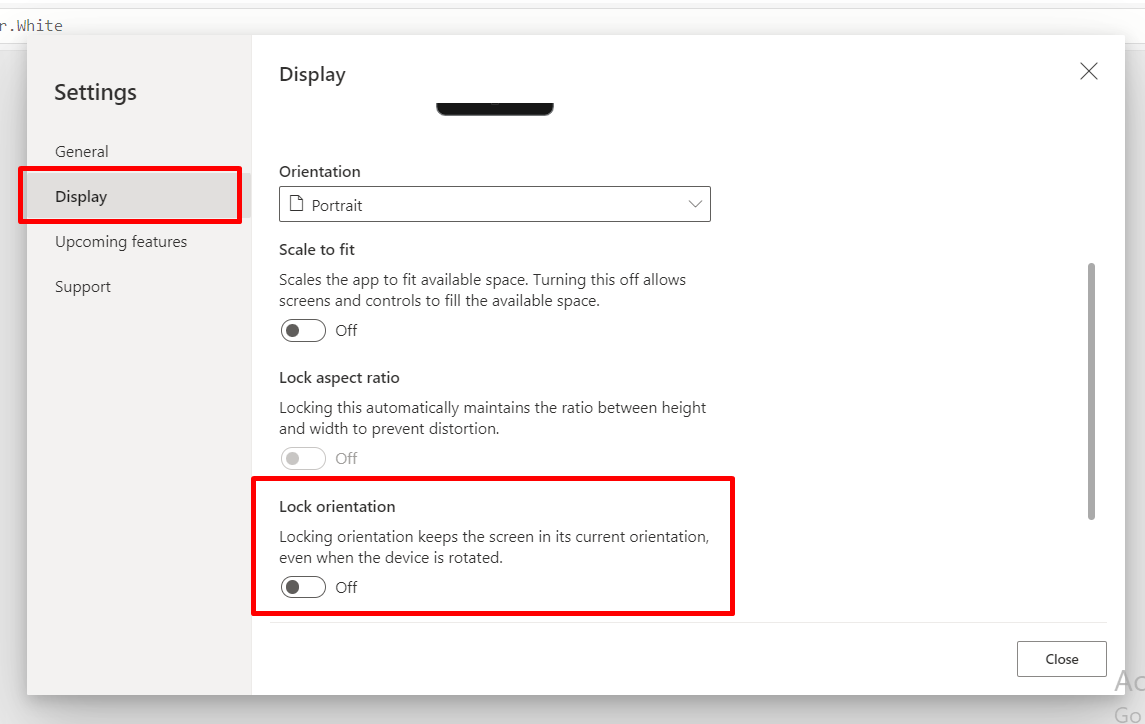 r.White
Settings
General
Display
Upcoming features
Support
Display
Orientation
Portrait
Scale to fit
Scales the app to fit available space. Turning this off allows
screens and controls to fill the available space.
Off
Lock aspect ratio
Locking this automatically maintains the ratio between height
and width to prevent distortion.
Off
Lock orientation
Locking orientation keeps the screen in its current orientation,
even when the device is rotated.
Off
Close